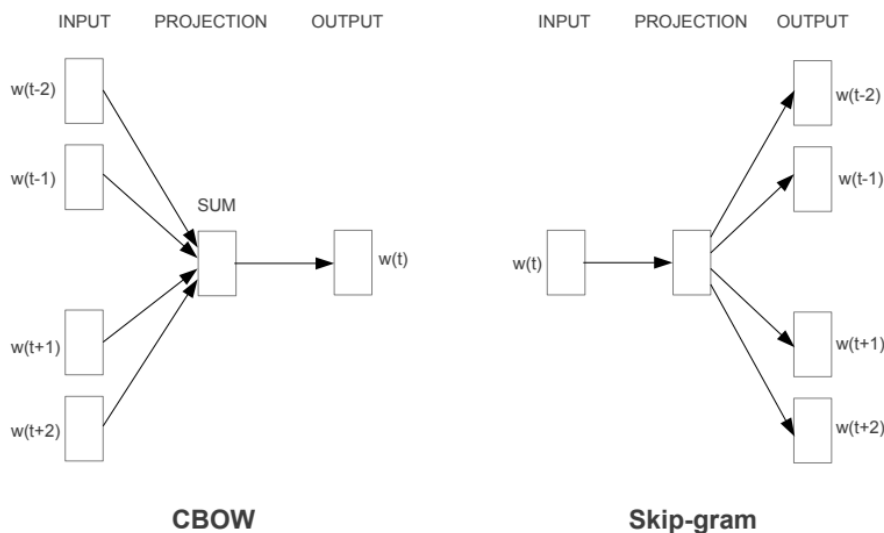 INPUT PROJECTION OUTPUT
w(t-2)
w(t-1)
SUM
w(t)
w(t+1)
w(t+2)
CBOW
INPUT PROJECTION OUTPUT
w(t-2)
w(t-1)
w(t)
w(t+1)
w(t+2)
Skip-gram